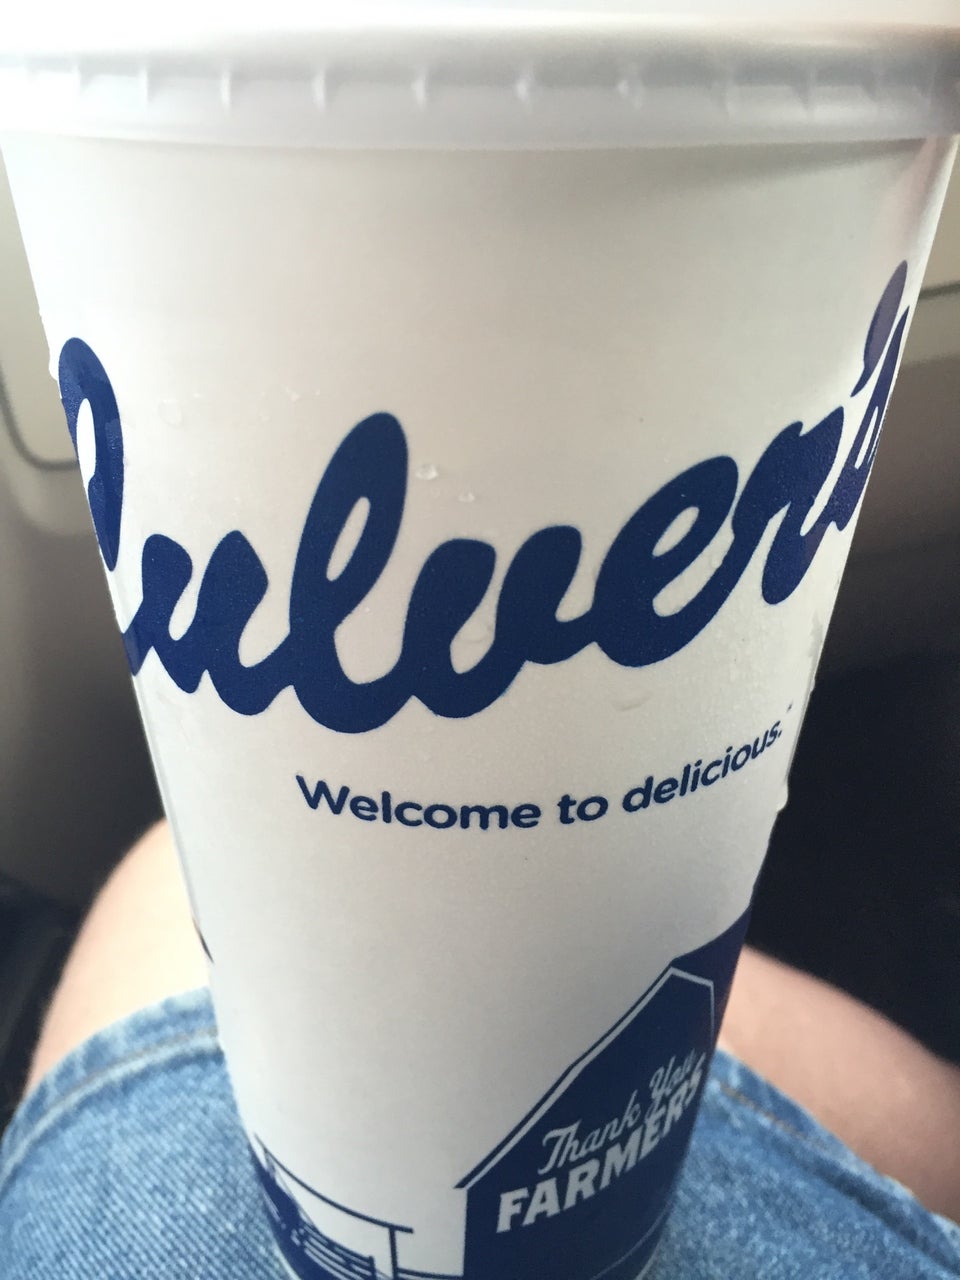 Culver's
Welcome to delicious.
Thank You
FARMERS